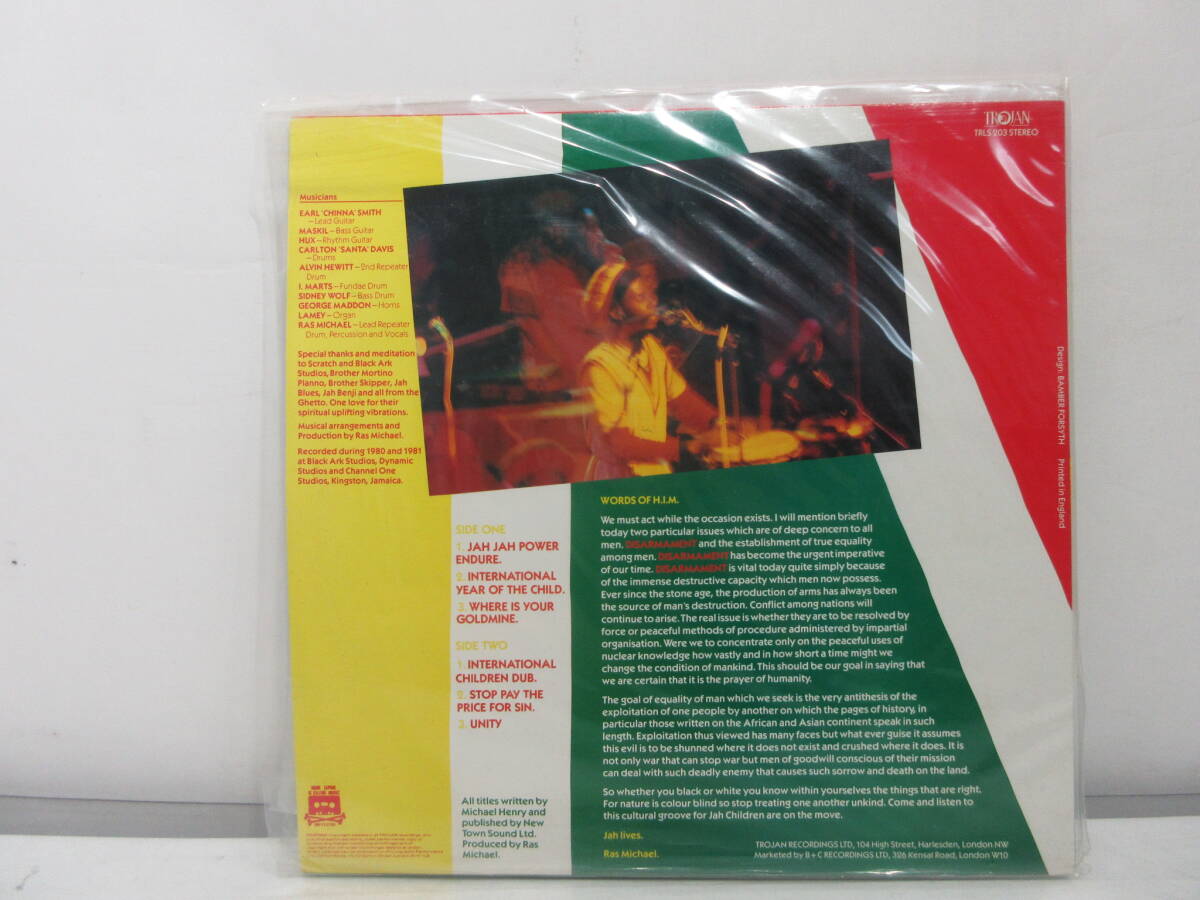 TROJAN
TRLS 203 STEREO
Musicians
EARL 'CHINNA' SMITH
—Lead Guitar
MASKIL—Bass Guitar
HUX—Rhythm Guitar
CARLTON 'SANTA' DAVIS
—Drums
ALVIN HEWITT—2nd Repeater
Drum
I. MARTS—Fundae Drum
SIDNEY WOLF—Bass Drum
GEORGE MADDON—Horns
LAMEY—Organ
RAS MICHAEL—Lead Repeater
Drum, Percussion and Vocals
Special thanks and meditation
to Scratch and Black Ark
Studios, Brother Mortino
Planno, Brother Skipper, Jah
Blues, Jah Benji and all from the
Ghetto. One love for their
spiritual uplifting vibrations.
Musical arrangements and
Production by Ras Michael.
Recorded during 1980 and 1981
at Black Ark Studios, Dynamic
Studios and Channel One
Studios, Kingston, Jamaica.
SIDE ONE
1. JAH JAH POWER
ENDURE.
2. INTERNATIONAL
YEAR OF THE CHILD.
3. WHERE IS YOUR
GOLDMINE.
SIDE TWO
1. INTERNATIONAL
CHILDREN DUB.
2. STOP PAY THE
PRICE FOR SIN.
3. UNITY
All titles written by
Michael Henry and
published by New
Town Sound Ltd.
Produced by Ras
Michael.
WORDS OF H.I.M.
We must act while the occasion exists. I will mention briefly
today two particular issues which are of deep concern to all
men. DISARMAMENT and the establishment of true equality
among men. DISARMAMENT has become the urgent imperative
of our time. DISARMAMENT is vital today quite simply because
of the immense destructive capacity which men now possess.
Ever since the stone age, the production of arms has always been
the source of man's destruction. Conflict among nations will
continue to arise. The real issue is whether they are to be resolved by
force or peaceful methods of procedure administered by impartial
organisation. Were we to concentrate only on the peaceful uses of
nuclear knowledge how vastly and in how short a time might we
change the condition of mankind. This should be our goal in saying that
we are certain that it is the prayer of humanity.
The goal of equality of man which we seek is the very antithesis of the
exploitation of one people by another on which the pages of history, in
particular those written on the African and Asian continent speak in such
length. Exploitation thus viewed has many faces but what ever guise it assumes
this evil is to be shunned where it does not exist and crushed where it does. It is
not only war that can stop war but men of goodwill conscious of their mission
can deal with such deadly enemy that causes such sorrow and death on the land.
So whether you black or white you know within yourselves the things that are right.
For nature is colour blind so stop treating one another unkind. Come and listen to
this cultural groove for Jah Children are on the move.
Jah lives.
Ras Michael.
TROJAN RECORDINGS LTD, 104 High Street, Harlesden, London NW
Marketed by B + C RECORDINGS LTD, 326 Kensal Road, London W10
Design: BAMBER FORSYTH Printed in England
HOME TAPING
IS KILLING MUSIC